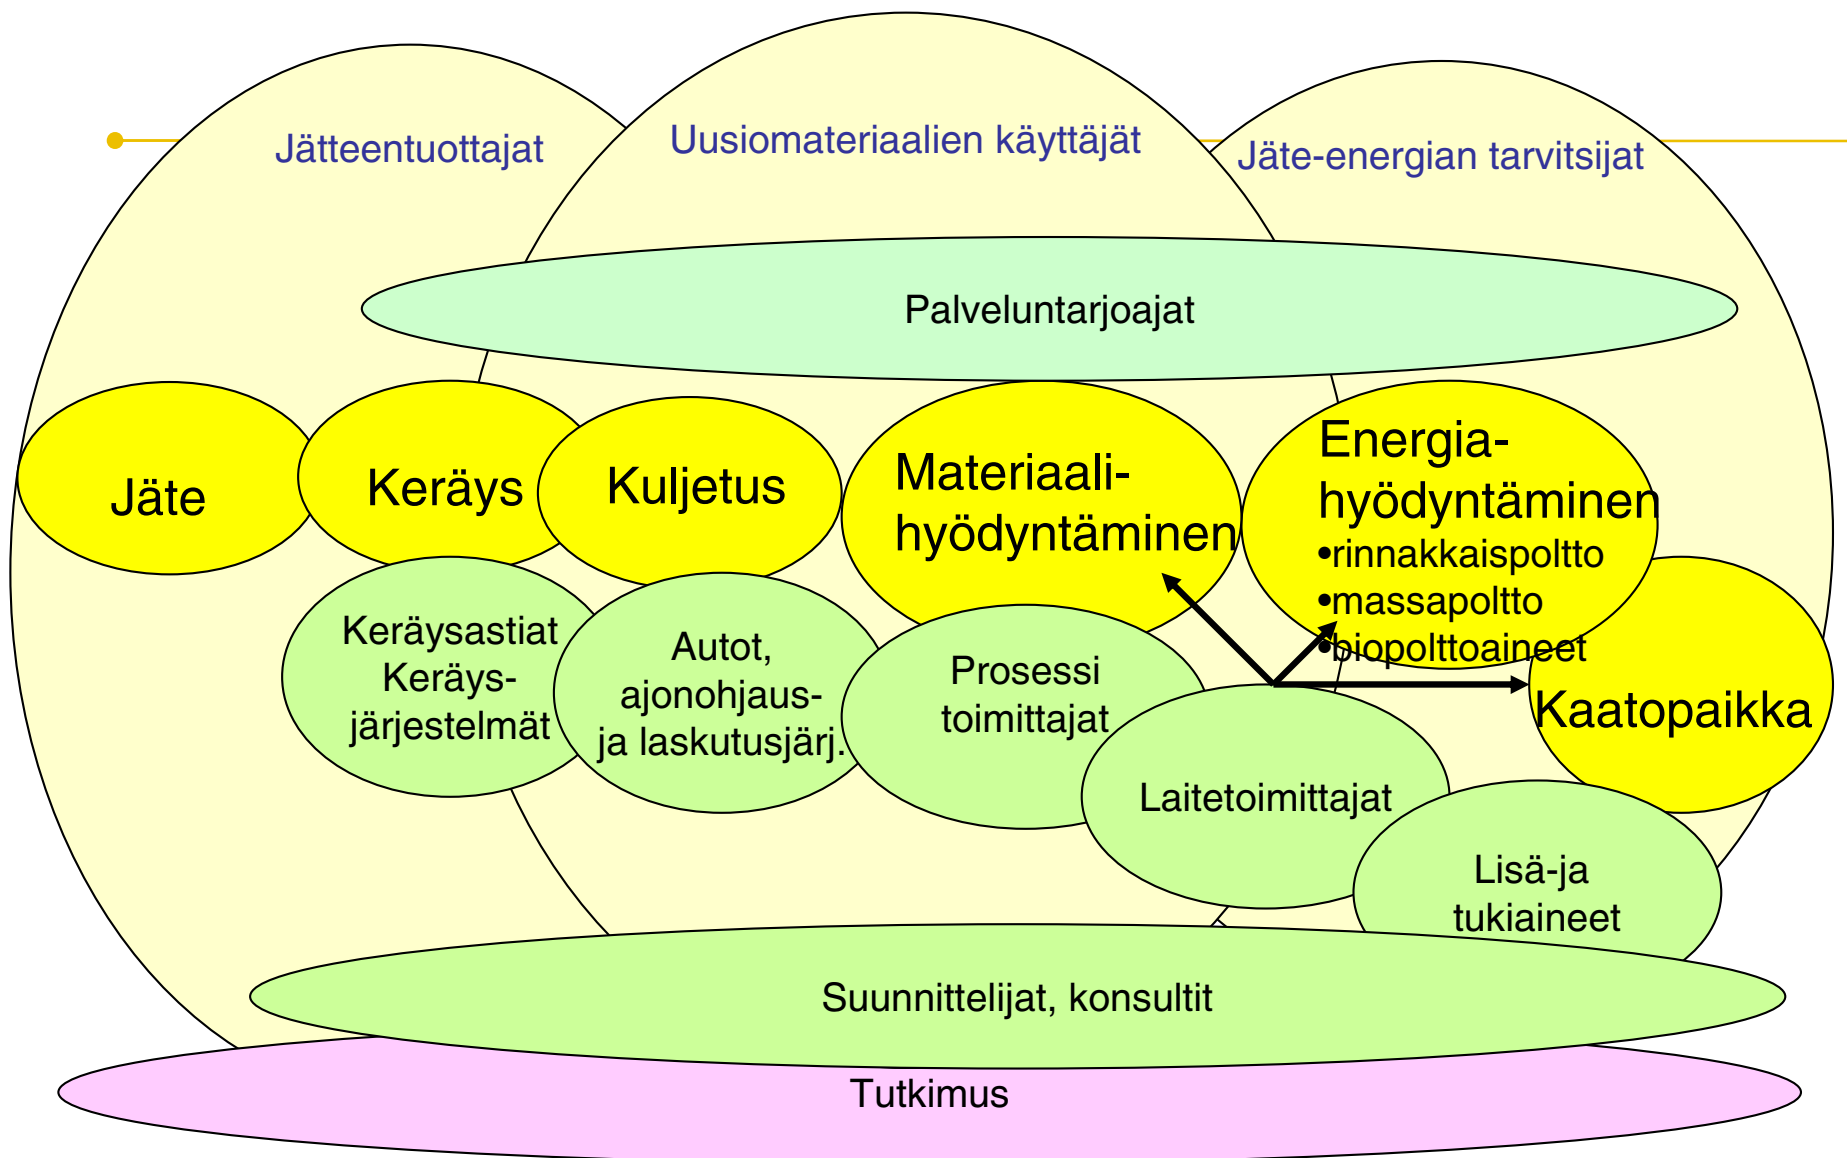 Jätteentuottajat
Uusiomateriaalien käyttäjät
Jäte-energian tarvitsijat
Palveluntarjoajat
Jäte
Keräys
Kuljetus
Materiaali-
hyödyntäminen
Energia-
hyödyntäminen
•rinnakkaispoltto
•massapoltto
•biopolttoaineet
Kaatopaikka
Keräysastiat
Keräys-
järjestelmät
Autot,
ajonohjaus-
ja laskutusjärj.
Prosessi
toimittajat
Laitetoimittajat
Lisä-ja
tukiaineet
Suunnittelijat, konsultit
Tutkimus